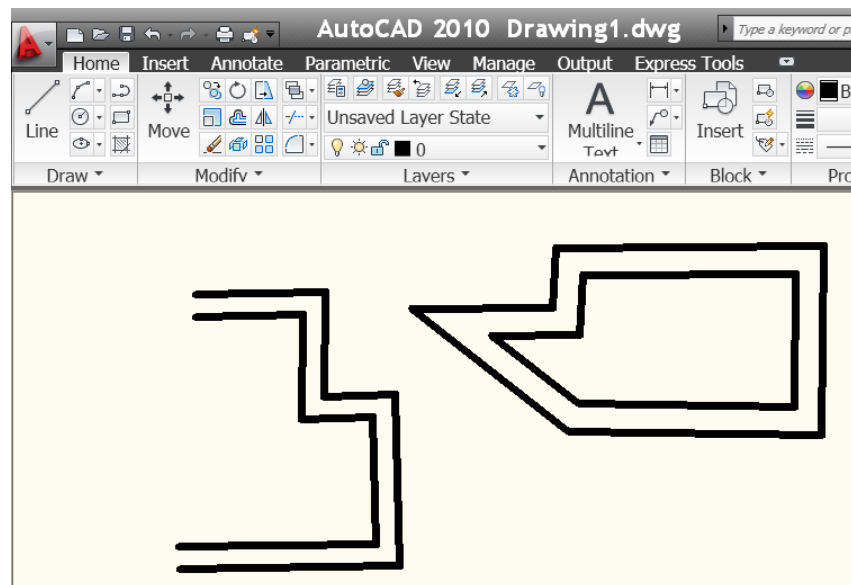 AutoCAD 2010 Drawing1.dwg
Type a keyword or p
Home Insert Annotate Parametric View Manage Output Express Tools
Line
Move
Unsaved Layer State
0
Multiline
Text
Insert
B
Draw
Modify
Layers
Annotation
Block
Pro